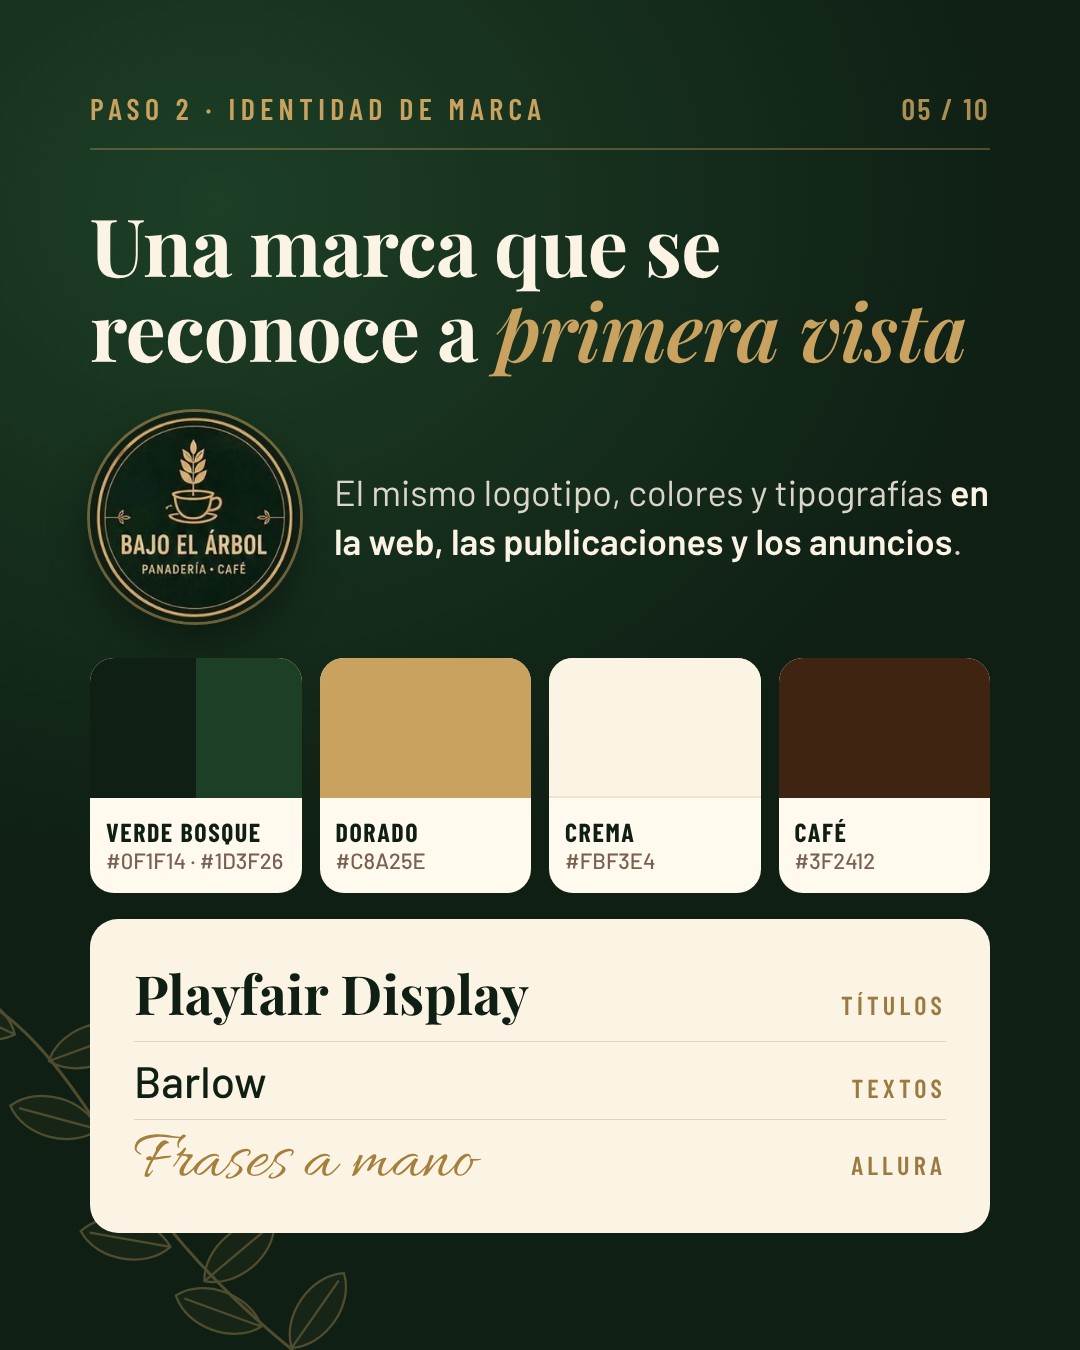 PASO 2 · IDENTIDAD DE MARCA
05 / 10
Una marca que se
reconoce a primera vista
BAJO EL ÁRBOL
PANADERÍA • CAFÉ
El mismo logotipo, colores y tipografías en
la web, las publicaciones y los anuncios.
VERDE BOSQUE
#0F1F14 · #1D3F26
DORADO
#C8A25E
CREMA
#FBF3E4
CAFÉ
#3F2412
Playfair Display
TÍTULOS
Barlow
TEXTOS
Frases a mano
ALLURA